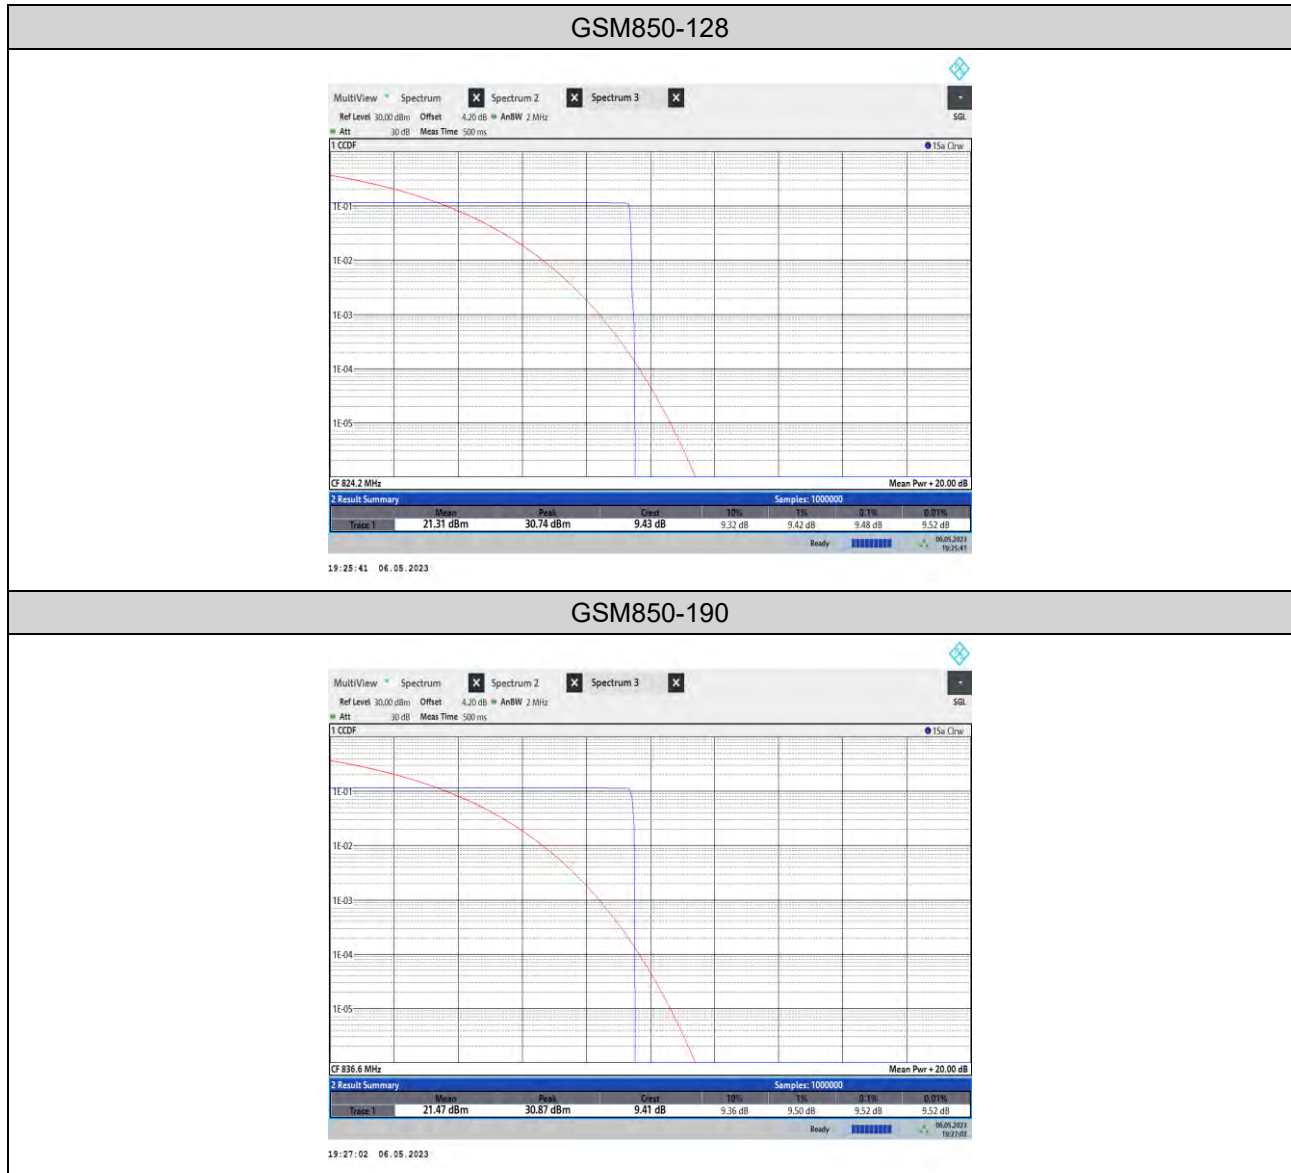 GSM850-128
MultiView Spectrum X Spectrum 2 X Spectrum 3 X
Ref Level 30.00 dBm Offset 4.20 dB AnBW 2 MHz SGL
Att 30 dB Meas Time 500 ms
1 CCDF 1Sa Clrw
1E-01
1E-02
1E-03
1E-04
1E-05
CF 824.2 MHz Mean Pwr + 20.00 dB
2 Result Summary Samples: 1000000
Mean Peak Crest 10% 1% 0.1% 0.01%
Trace 1 21.31 dBm 30.74 dBm 9.43 dB 9.32 dB 9.42 dB 9.48 dB 9.52 dB
Ready 06.05.2023
19:25:41
19:25:41 06.05.2023
GSM850-190
MultiView Spectrum X Spectrum 2 X Spectrum 3 X
Ref Level 30.00 dBm Offset 4.20 dB AnBW 2 MHz SGL
Att 30 dB Meas Time 500 ms
1 CCDF 1Sa Clrw
1E-01
1E-02
1E-03
1E-04
1E-05
CF 836.6 MHz Mean Pwr + 20.00 dB
2 Result Summary Samples: 1000000
Mean Peak Crest 10% 1% 0.1% 0.01%
Trace 1 21.47 dBm 30.87 dBm 9.41 dB 9.36 dB 9.50 dB 9.52 dB 9.52 dB
Ready 06.05.2023
19:27:02
19:27:02 06.05.2023